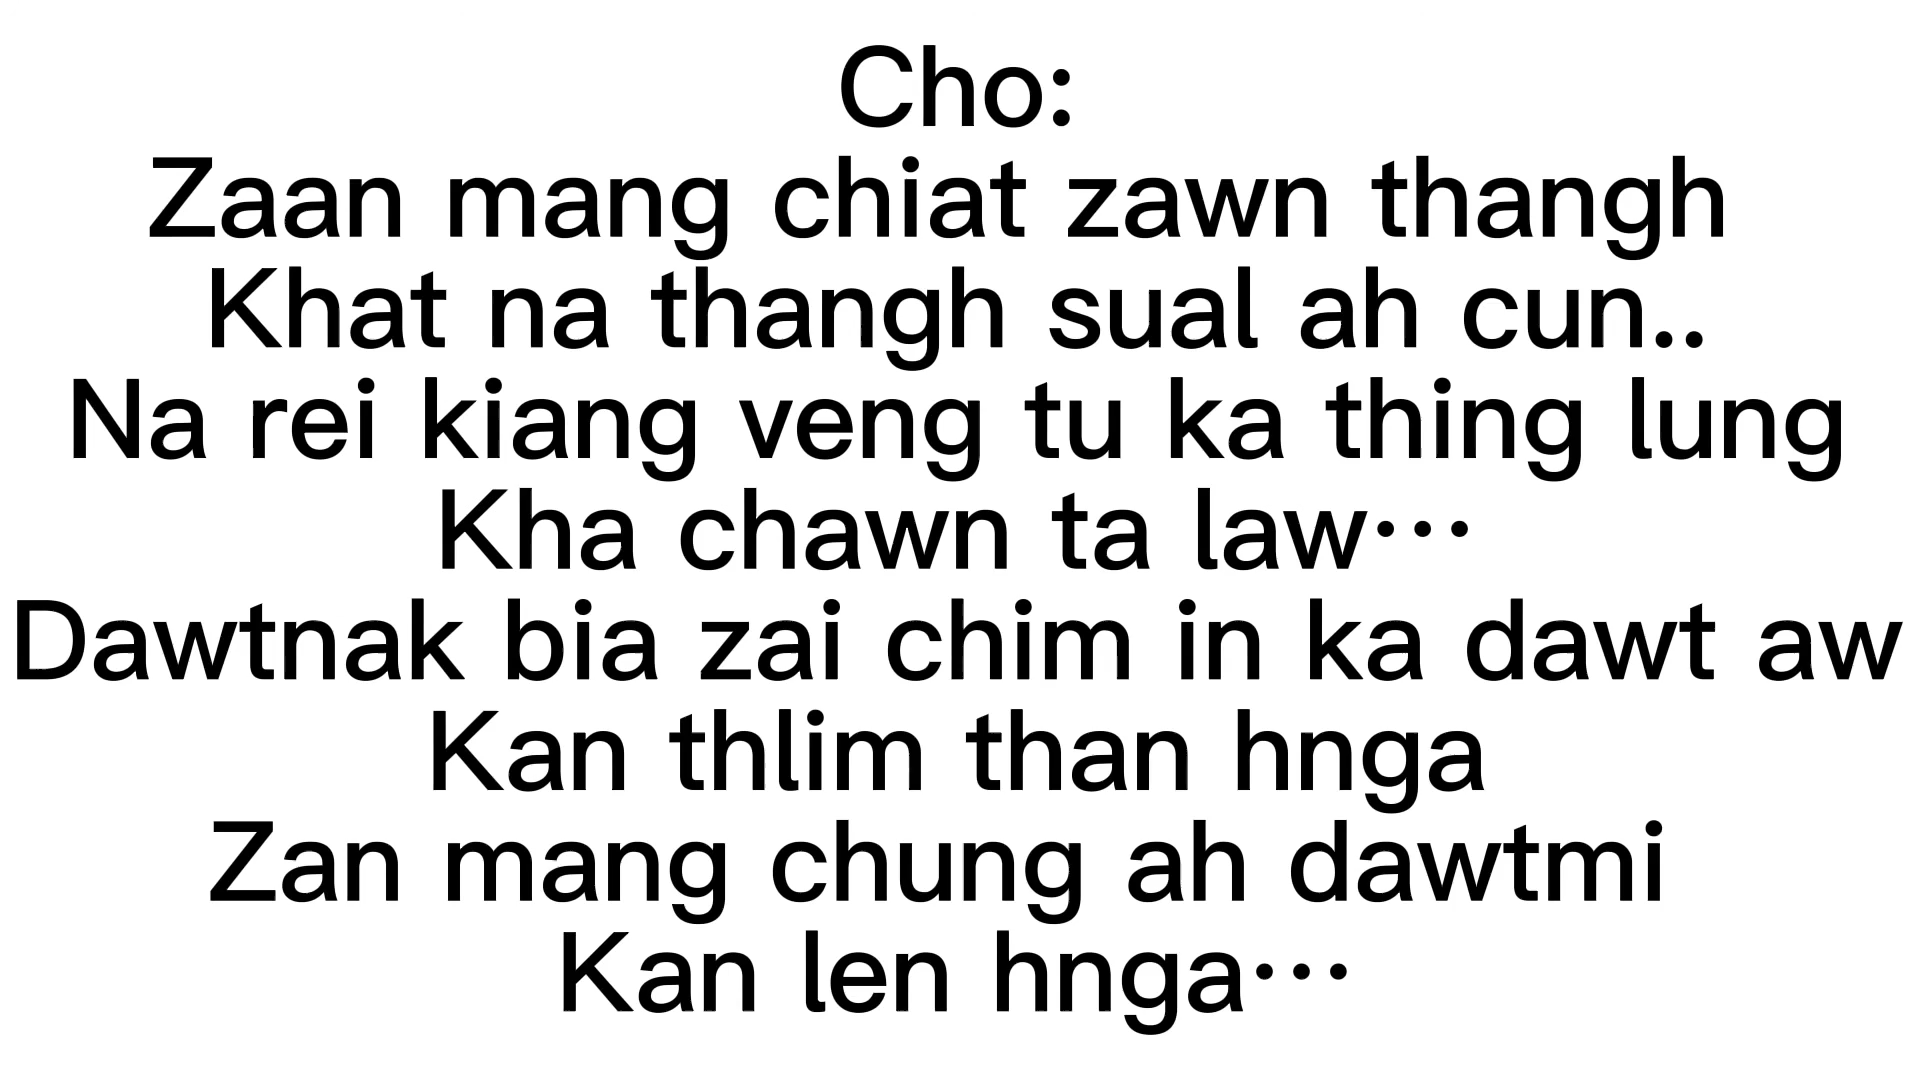 Cho:
Zaan mang chiat zawn thangh
Khat na thangh sual ah cun..
Na rei kiang veng tu ka thing lung
Kha chawn ta law···
Dawtnak bia zai chim in ka dawt aw
Kan thlim than hnga
Zan mang chung ah dawtmi
Kan len hnga···